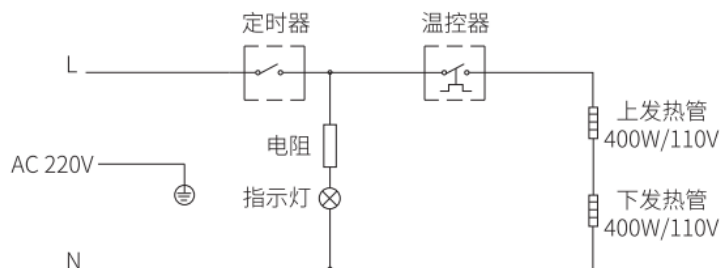 定时器
温控器
L
上发热管
400W/110V
电阻
AC 220V
指示灯
下发热管
400W/110V
N